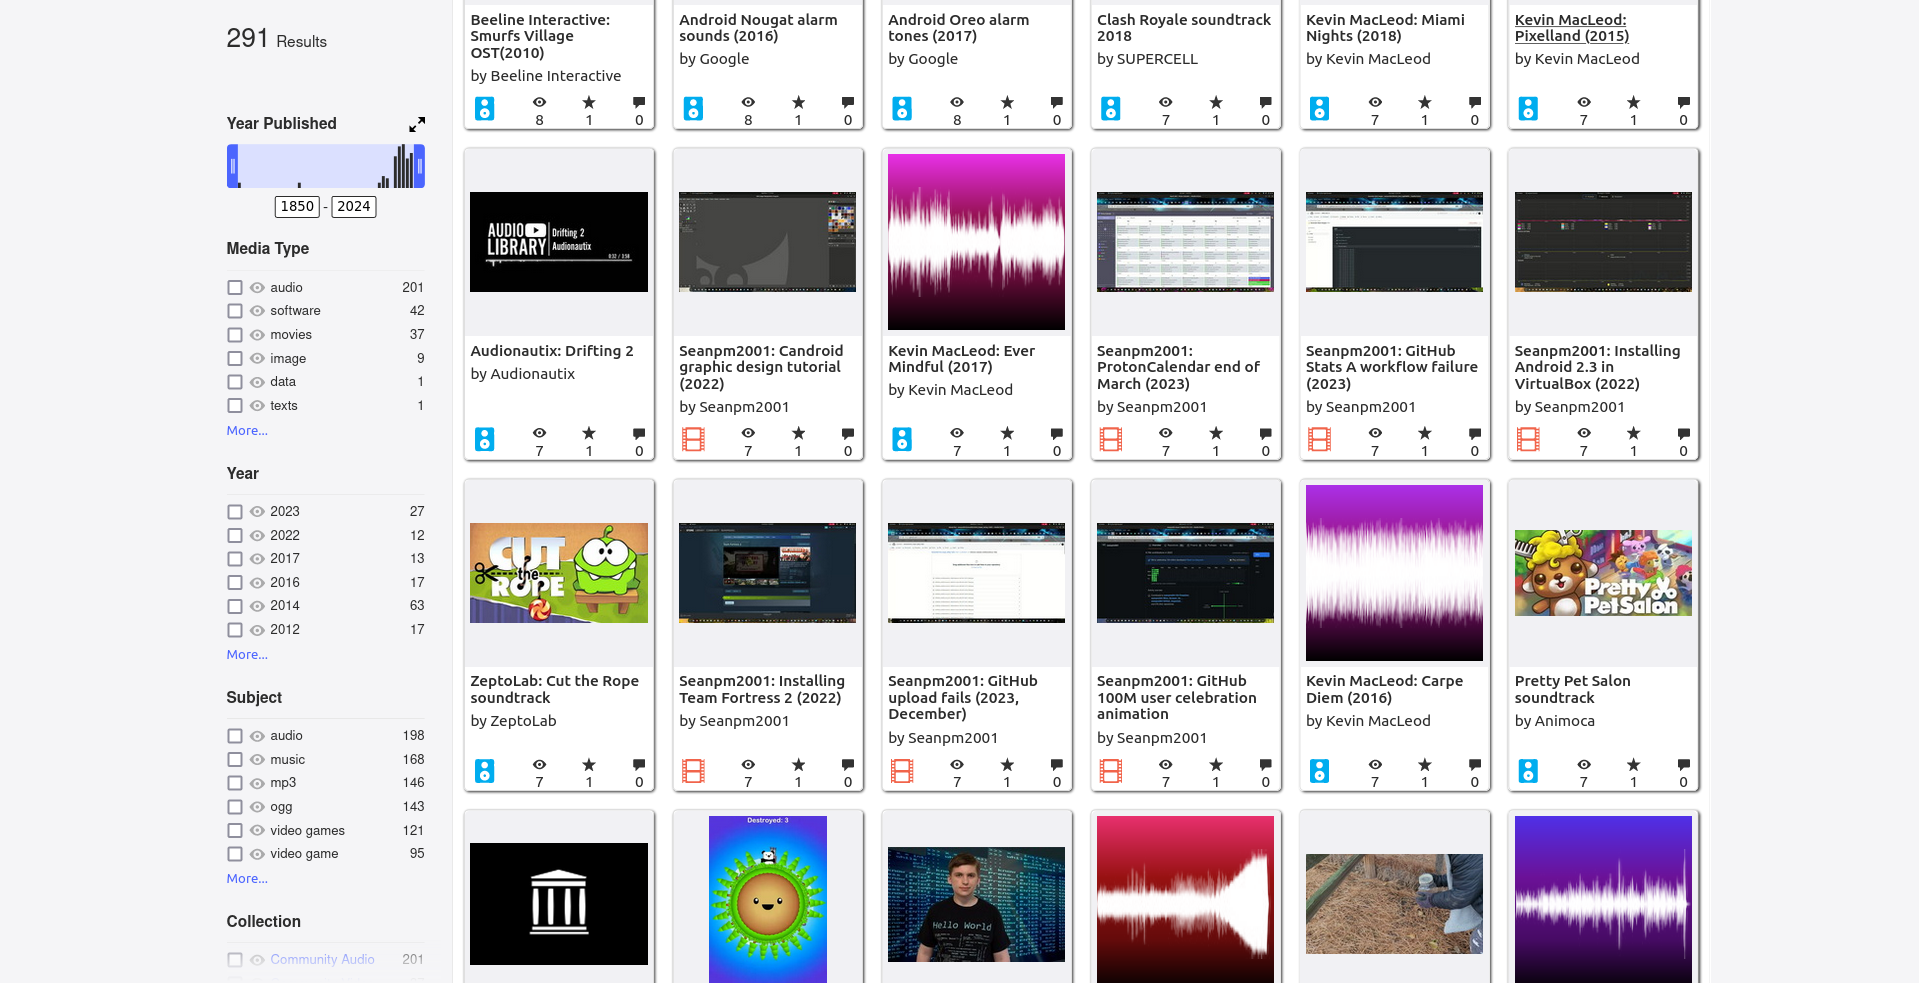 291 Results
Year Published
1850 - 2024
Media Type
audio 201
software 42
movies 37
image 9
data 1
texts 1
More...
Year
2023 27
2022 12
2017 13
2016 17
2014 63
2012 17
More...
Subject
audio 198
music 168
mp3 146
ogg 143
video games 121
video game 95
More...
Collection
Community Audio 201
Beeline Interactive:
Smurfs Village
OST(2010)
by Beeline Interactive
8 1 0
Android Nougat alarm
sounds (2016)
by Google
8 1 0
Android Oreo alarm
tones (2017)
by Google
8 1 0
Clash Royale soundtrack
2018
by SUPERCELL
7 1 0
Kevin MacLeod: Miami
Nights (2018)
by Kevin MacLeod
7 1 0
Kevin MacLeod:
Pixelland (2015)
by Kevin MacLeod
7 1 0
AUDIO
LIBRARY
Drifting 2
Audionautix
0:32 / 3:58
Audionautix: Drifting 2
by Audionautix
7 1 0
Seanpm2001: Candroid
graphic design tutorial
(2022)
by Seanpm2001
7 1 0
Kevin MacLeod: Ever
Mindful (2017)
by Kevin MacLeod
7 1 0
Seanpm2001:
ProtonCalendar end of
March (2023)
by Seanpm2001
7 1 0
Seanpm2001: GitHub
Stats A workflow failure
(2023)
by Seanpm2001
7 1 0
Seanpm2001: Installing
Android 2.3 in
VirtualBox (2022)
by Seanpm2001
7 1 0
CUT
the
ROPE
ZeptoLab: Cut the Rope
soundtrack
by ZeptoLab
7 1 0
Seanpm2001: Installing
Team Fortress 2 (2022)
by Seanpm2001
7 1 0
Seanpm2001: GitHub
upload fails (2023,
December)
by Seanpm2001
7 1 0
Seanpm2001: GitHub
100M user celebration
animation
by Seanpm2001
7 1 0
Kevin MacLeod: Carpe
Diem (2016)
by Kevin MacLeod
7 1 0
Pretty
Pet Salon
Pretty Pet Salon
soundtrack
by Animoca
7 1 0
Destroyed: 3
Hello World